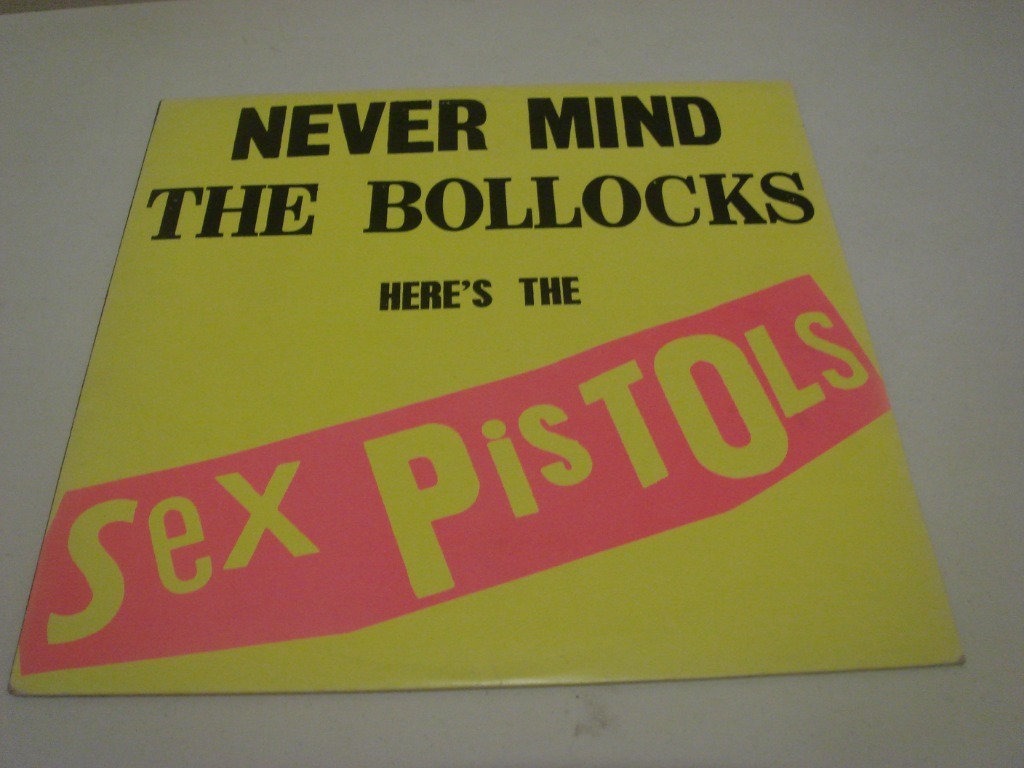 NEVER MIND
THE BOLLOCKS
HERE'S THE
Sex PiSTOLS